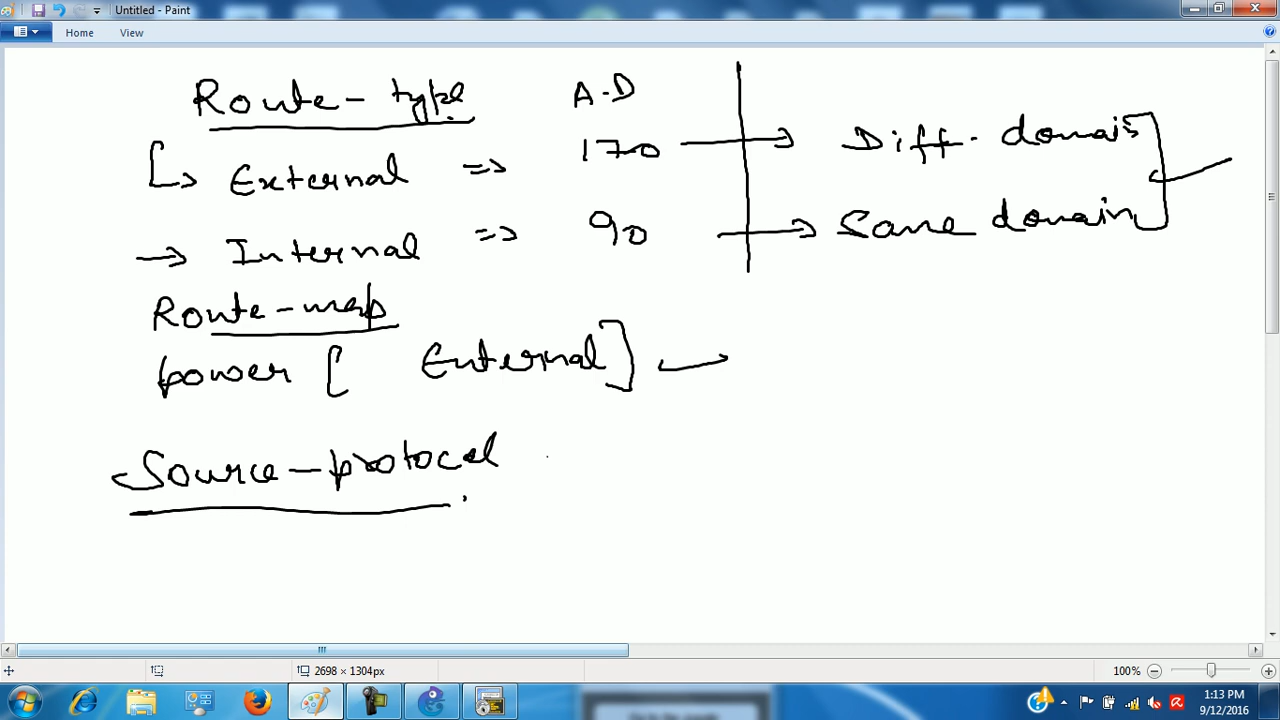 Untitled - Paint
Home View
Route - type A.D
External => 170 → Diff. domain
→ Internal => 90 → Same domain
Route - map
power [ External ]
Source - protocal
2698 × 1304px 100%
1:13 PM
9/12/2016